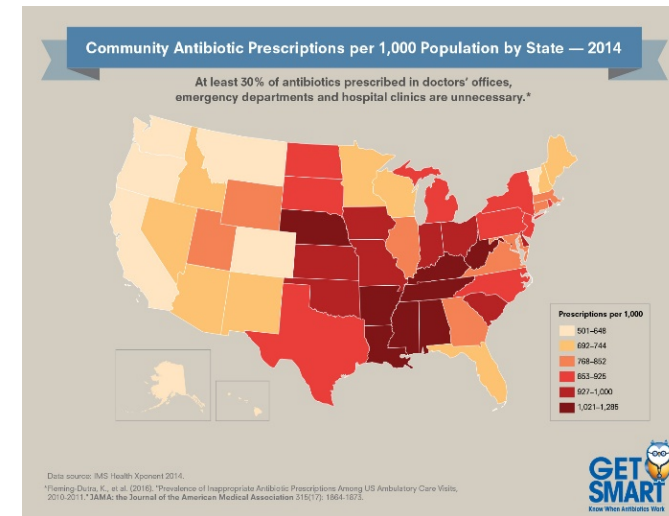 Community Antibiotic Prescriptions per 1,000 Population by State — 2014
At least 30% of antibiotics prescribed in doctors' offices,
emergency departments and hospital clinics are unnecessary.*
Prescriptions per 1,000
501–648
692–744
768–852
853–925
927–1,000
1,021–1,285
Data source: IMS Health Xponent 2014.
*Fleming-Dutra, K., et al. (2016). "Prevalence of Inappropriate Antibiotic Prescriptions Among US Ambulatory Care Visits,
2010-2011." JAMA: the Journal of the American Medical Association 315(17): 1864-1873.
GET
SMART
Know When Antibiotics Work